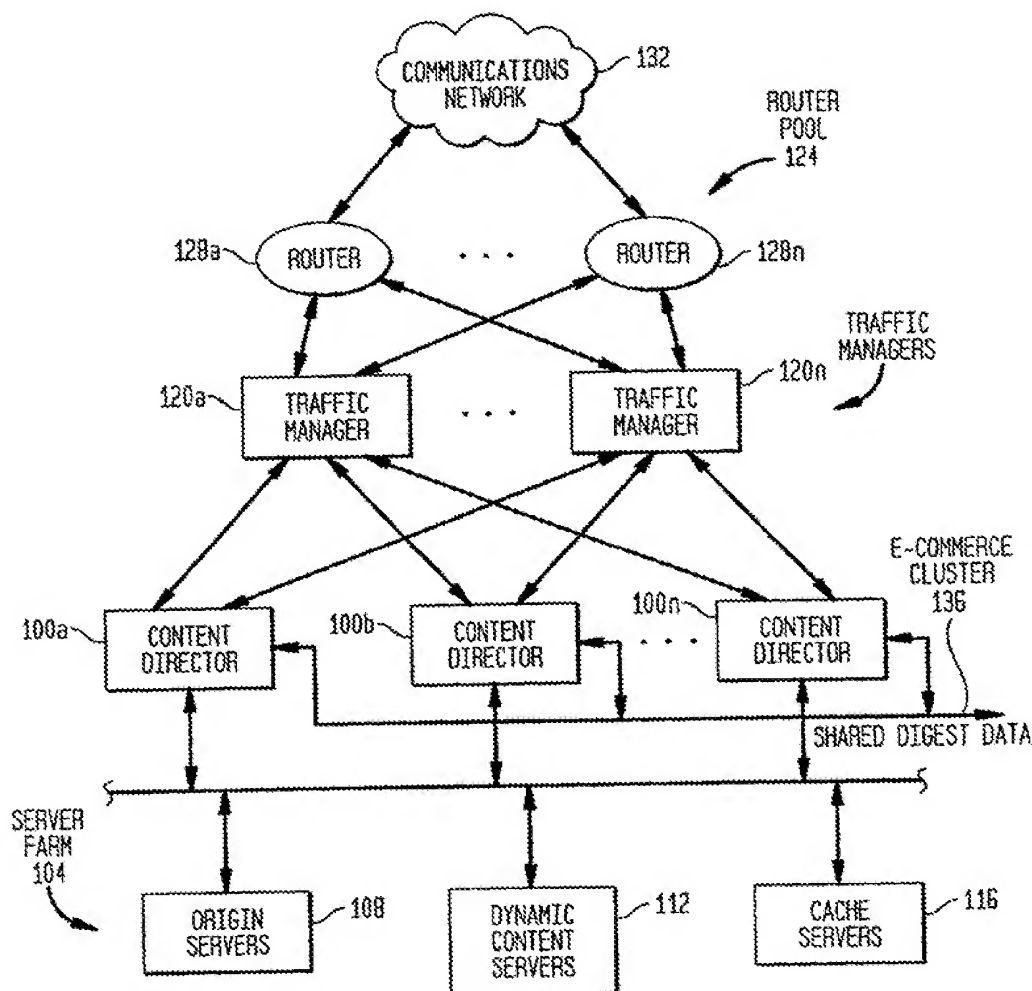 COMMUNICATIONS
NETWORK
132
ROUTER
POOL
124
128a
ROUTER
. . .
ROUTER
128n
TRAFFIC
MANAGERS
120a
TRAFFIC
MANAGER
. . .
TRAFFIC
MANAGER
120n
E-COMMERCE
CLUSTER
136
100a
CONTENT
DIRECTOR
100b
CONTENT
DIRECTOR
. . . .
100n
CONTENT
DIRECTOR
SHARED DIGEST DATA
SERVER
FARM
104
ORIGIN
SERVERS
108
DYNAMIC
CONTENT
SERVERS
112
CACHE
SERVERS
116